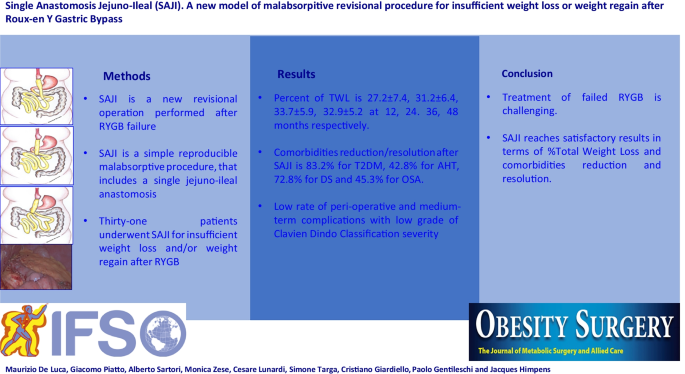 Single Anastomosis Jejuno-Ileal (SAJI). A new model of malabsorpitive revisional procedure for insufficient weight loss or weight regain after
Roux-en Y Gastric Bypass
Methods
• SAJI is a new revisional
operation performed after
RYGB failure
• SAJI is a simple reproducible
malabsorptive procedure, that
includes a single jejuno-ileal
anastomosis
• Thirty-one patients
underwent SAJI for insufficient
weight loss and/or weight
regain after RYGB
Results
• Percent of TWL is 27.2±7.4, 31.2±6.4,
33.7±5.9, 32.9±5.2 at 12, 24. 36, 48
months respectively.
• Comorbidities reduction/resolution after
SAJI is 83.2% for T2DM, 42.8% for AHT,
72.8% for DS and 45.3% for OSA.
• Low rate of peri-operative and medium-
term complications with low grade of
Clavien Dindo Classification severity
Conclusion
• Treatment of failed RYGB is
challenging.
• SAJI reaches satisfactory results in
terms of %Total Weight Loss and
comorbidities reduction and
resolution.
IFSO
OBESITY SURGERY
The Journal of Metabolic Surgery and Allied Care
Maurizio De Luca, Giacomo Piatto, Alberto Sartori, Monica Zese, Cesare Lunardi, Simone Targa, Cristiano Giardiello, Paolo Gentileschi and Jacques Himpens